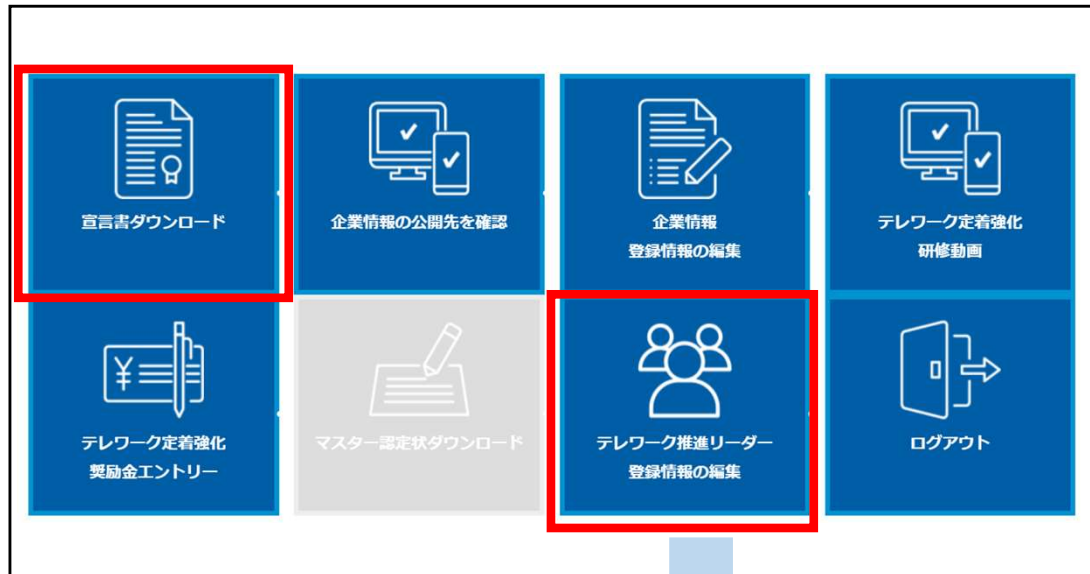 宣言書ダウンロード
企業情報の公開先を確認
企業情報
登録情報の編集
テレワーク定着強化
研修動画
¥
テレワーク定着強化
奨励金エントリー
マスター認定状ダウンロード
テレワーク推進リーダー
登録情報の編集
ログアウト